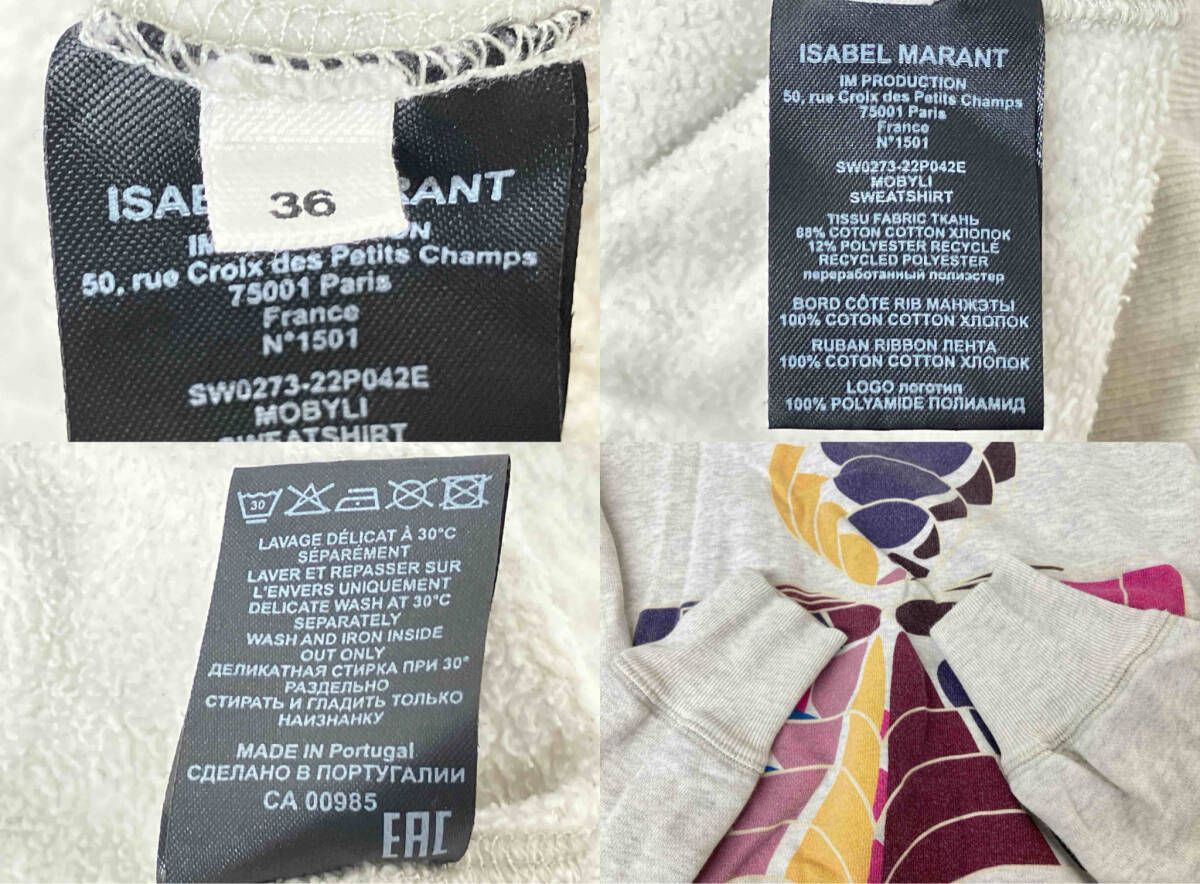 36
ISABEL MARANT
50, rue Croix des Petits Champs
75001 Paris
France
N°1501
SW0273-22P042E
MOBYLI
SWEATSHIRT
ISABEL MARANT
IM PRODUCTION
50, rue Croix des Petits Champs
75001 Paris
France
N°1501
SW0273-22P042E
MOBYLI
SWEATSHIRT
TISSU FABRIC ТКАНЬ
88% COTON COTTON ХЛОПОК
12% POLYESTER RECYCLÉ
RECYCLED POLYESTER
переработанный полиэстер
BORD CÔTE RIB МАНЖЭТЫ
100% COTON COTTON ХЛОПОК
RUBAN RIBBON ЛЕНТА
100% COTON COTTON ХЛОПОК
LOGO логотип
100% POLYAMIDE ПОЛИАМИД
30
LAVAGE DÉLICAT À 30°C
SÉPARÉMENT
LAVER ET REPASSER SUR
L'ENVERS UNIQUEMENT
DELICATE WASH AT 30°C
SEPARATELY
WASH AND IRON INSIDE
OUT ONLY
ДЕЛИКАТНАЯ СТИРКА ПРИ 30°
РАЗДЕЛЬНО
СТИРАТЬ И ГЛАДИТЬ ТОЛЬКО
НАИЗНАНКУ
MADE IN Portugal
СДЕЛАНО В ПОРТУГАЛИИ
CA 00985
EAC